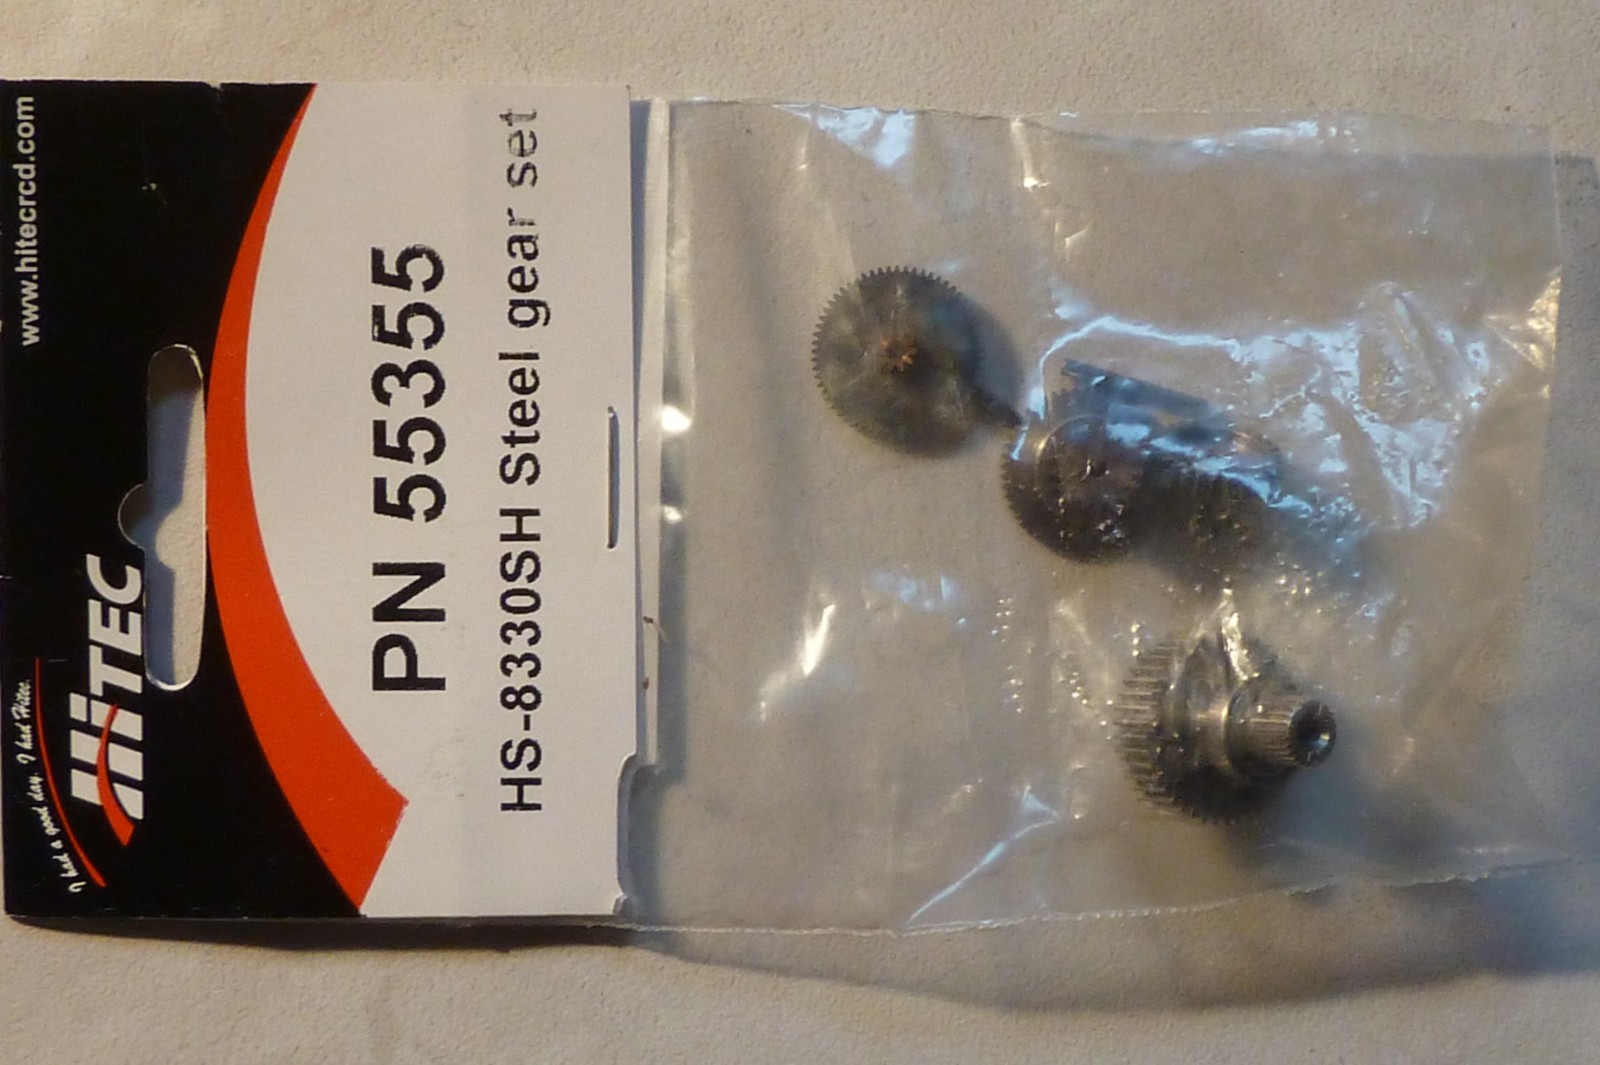 www.hitecrcd.com
HiTEC
I had a good day. I had Hitec.
PN 55355
HS-8330SH Steel gear set